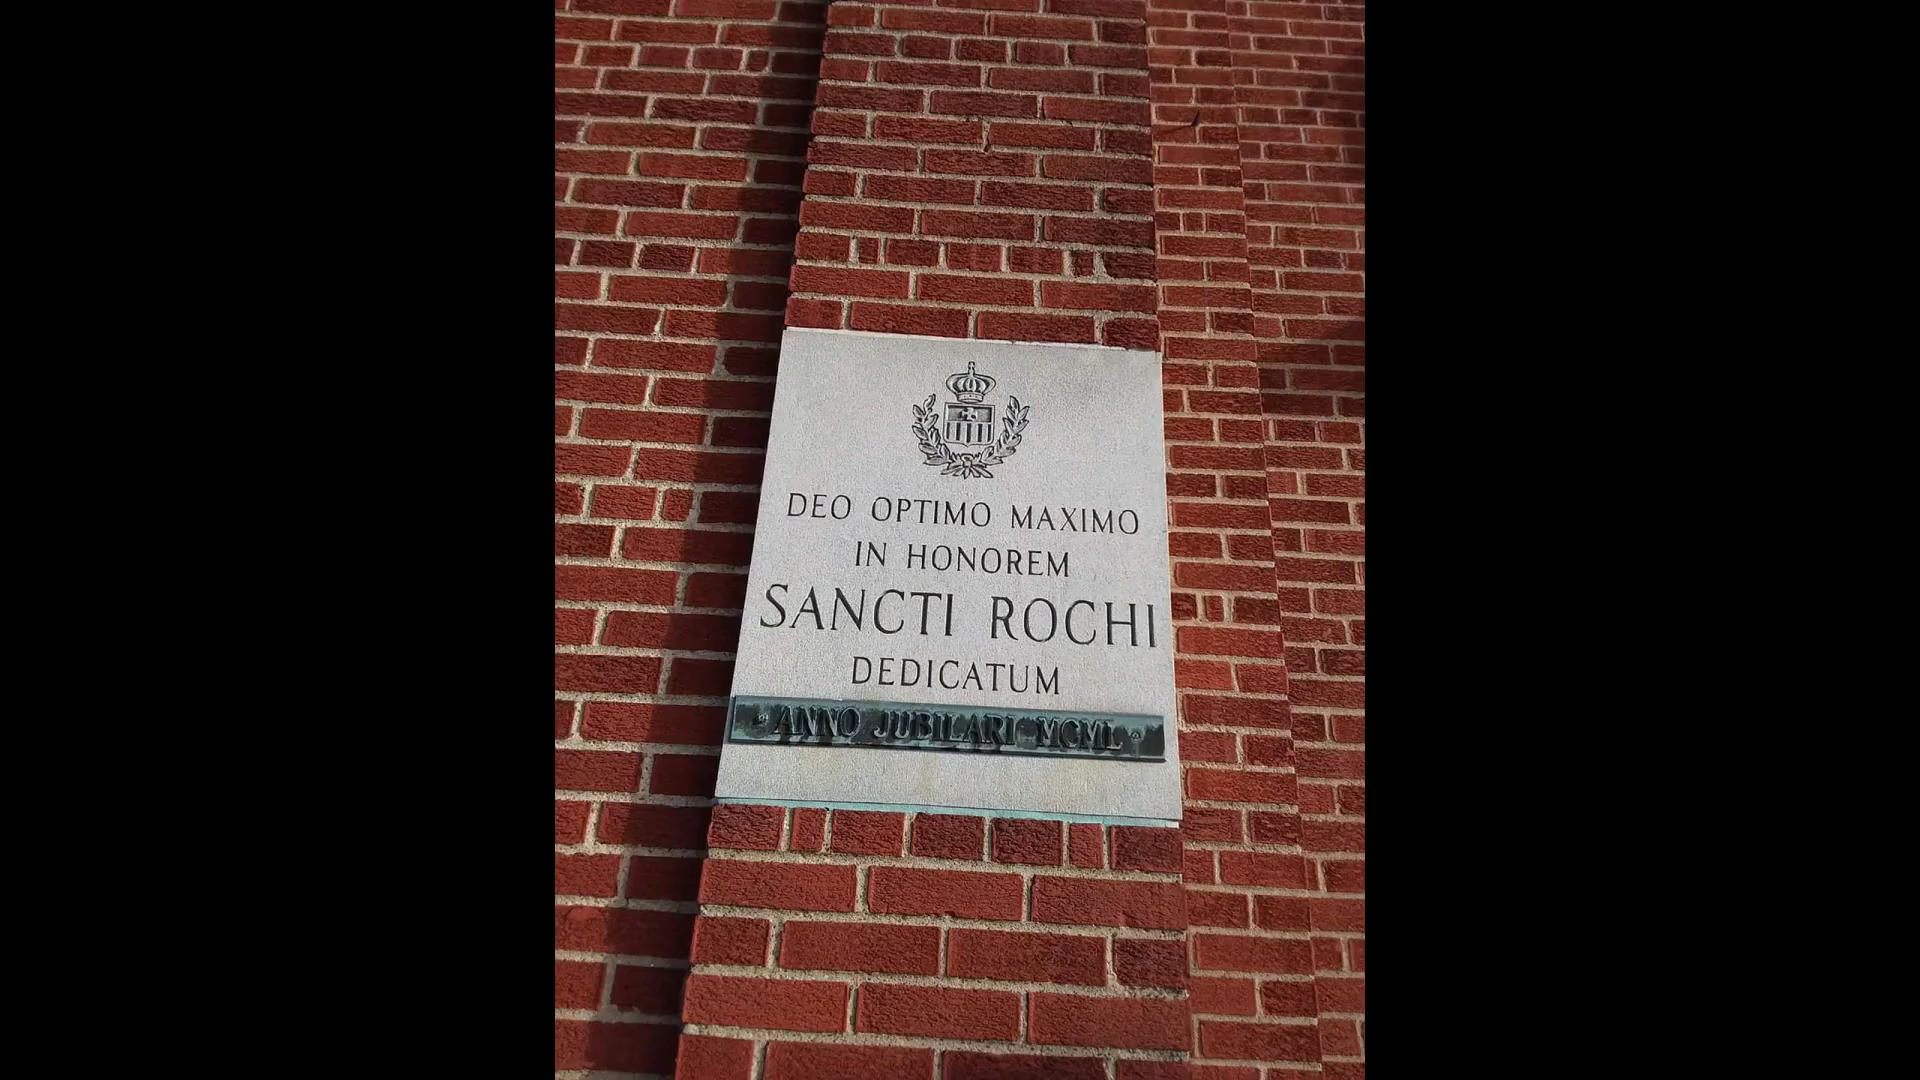 DEO OPTIMO MAXIMO
IN HONOREM
SANCTI ROCHI
DEDICATUM
ANNO JUBILARI MCML